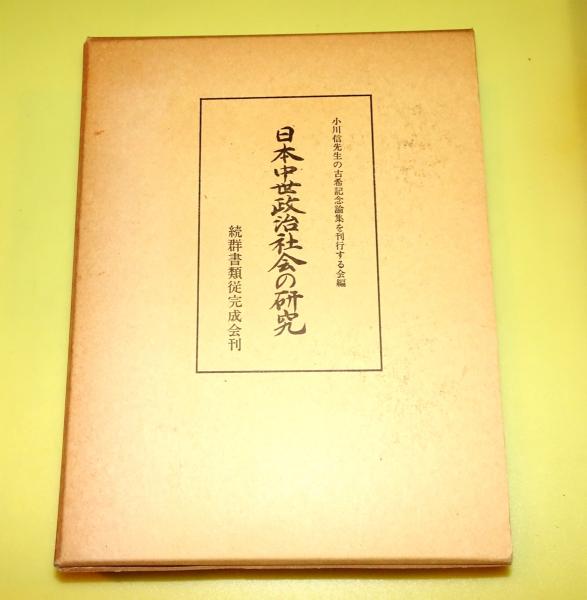 小川信先生の古希記念論集を刊行する会編
日本中世政治社会の研究
続群書類従完成会刊